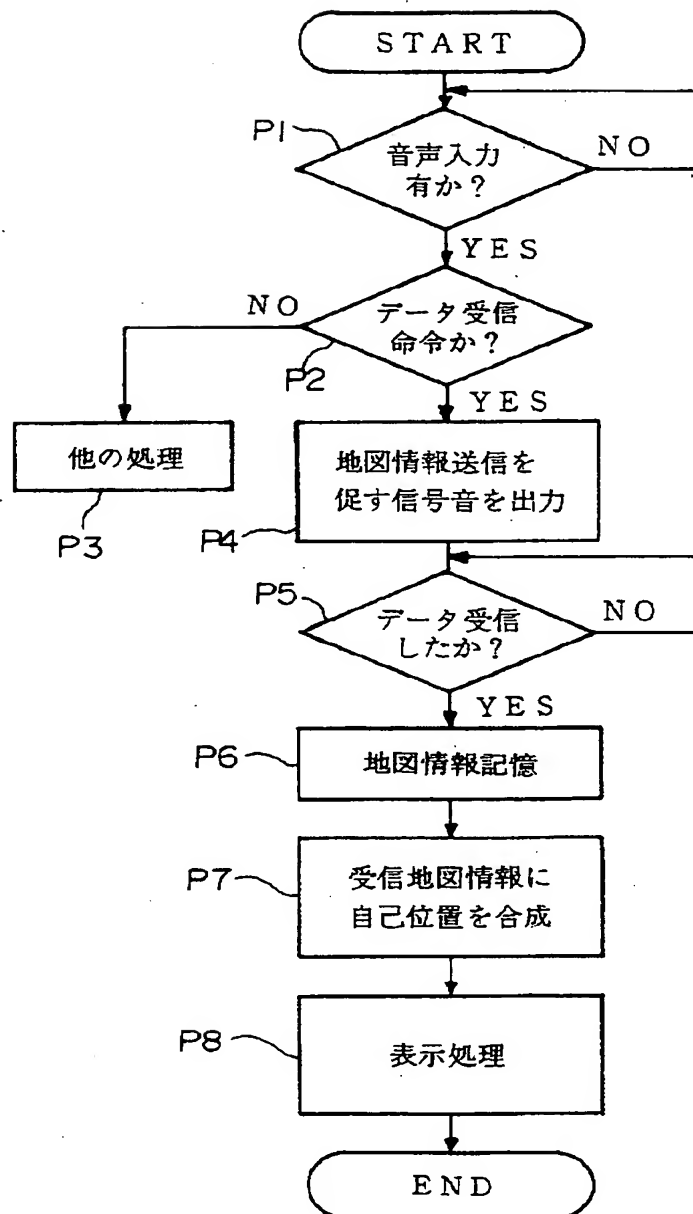 START
P1
音声入力
有か?
NO
YES
NO
データ受信
命令か?
P2
YES
他の処理
P3
地図情報送信を
促す信号音を出力
P4
P5
データ受信
したか?
NO
YES
P6
地図情報記憶
P7
受信地図情報に
自己位置を合成
P8
表示処理
END